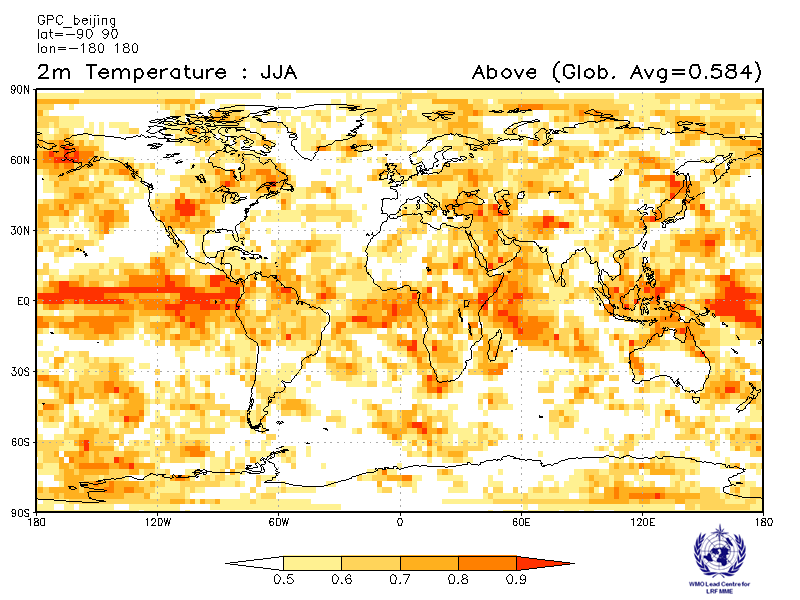 GPC_beijing
lat=-90 90
lon=-180 180
2m Temperature : JJA Above (Glob. Avg=0.584)
90N
60N
30N
EQ
30S
60S
90S
180 120W 60W 0 60E 120E 180
0.5 0.6 0.7 0.8 0.9
WMO Lead Centre for
LRF MME